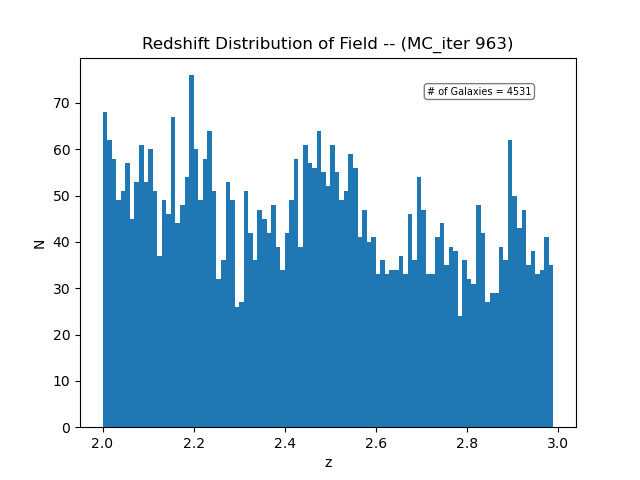 Redshift Distribution of Field -- (MC_iter 963)
# of Galaxies = 4531
70
60
50
40
30
20
10
0
N
2.0 2.2 2.4 2.6 2.8 3.0
z